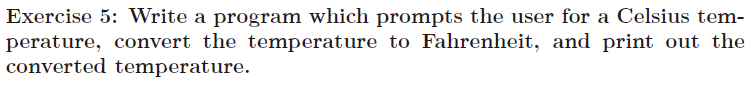 Exercise 5: Write a program which prompts the user for a Celsius tem-
perature, convert the temperature to Fahrenheit, and print out the
converted temperature.